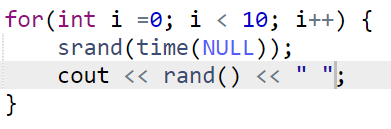 for(int i =0; i < 10; i++) {
    srand(time(NULL));
    cout << rand() << " ";
}